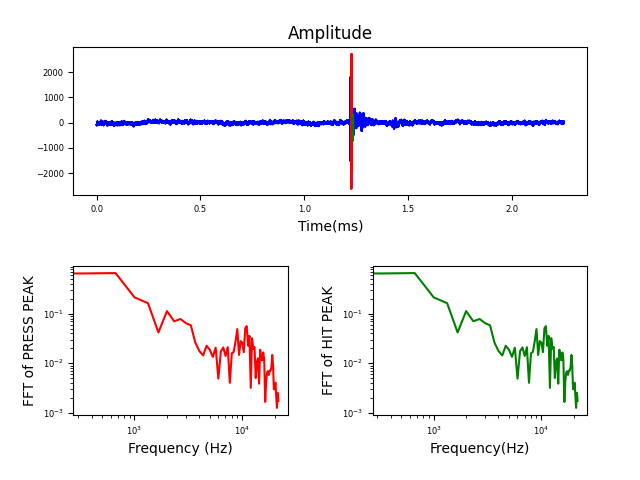 Amplitude
2000
1000
0
−1000
−2000
0.0 0.5 1.0 1.5 2.0
Time(ms)
FFT of PRESS PEAK
10⁻¹
10⁻²
10⁻³
10³ 10⁴
Frequency (Hz)
FFT of HIT PEAK
10⁻¹
10⁻²
10⁻³
10³ 10⁴
Frequency(Hz)